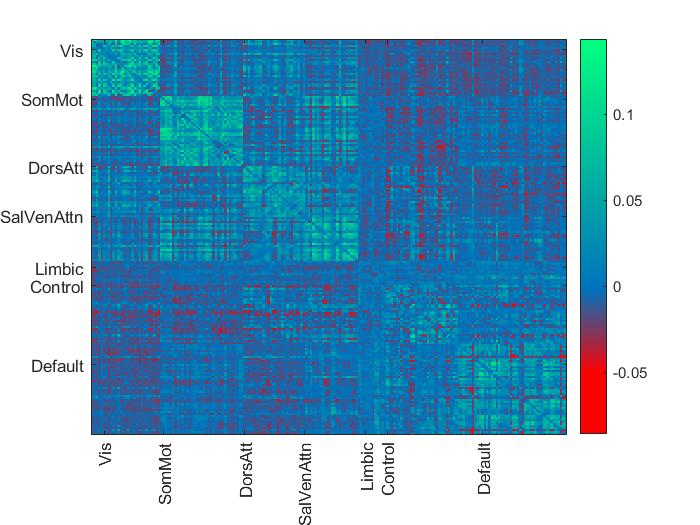 Vis
SomMot
DorsAtt
SalVenAttn
Limbic
Control
Default
Vis
SomMot
DorsAtt
SalVenAttn
Limbic
Control
Default
0.1
0.05
0
-0.05